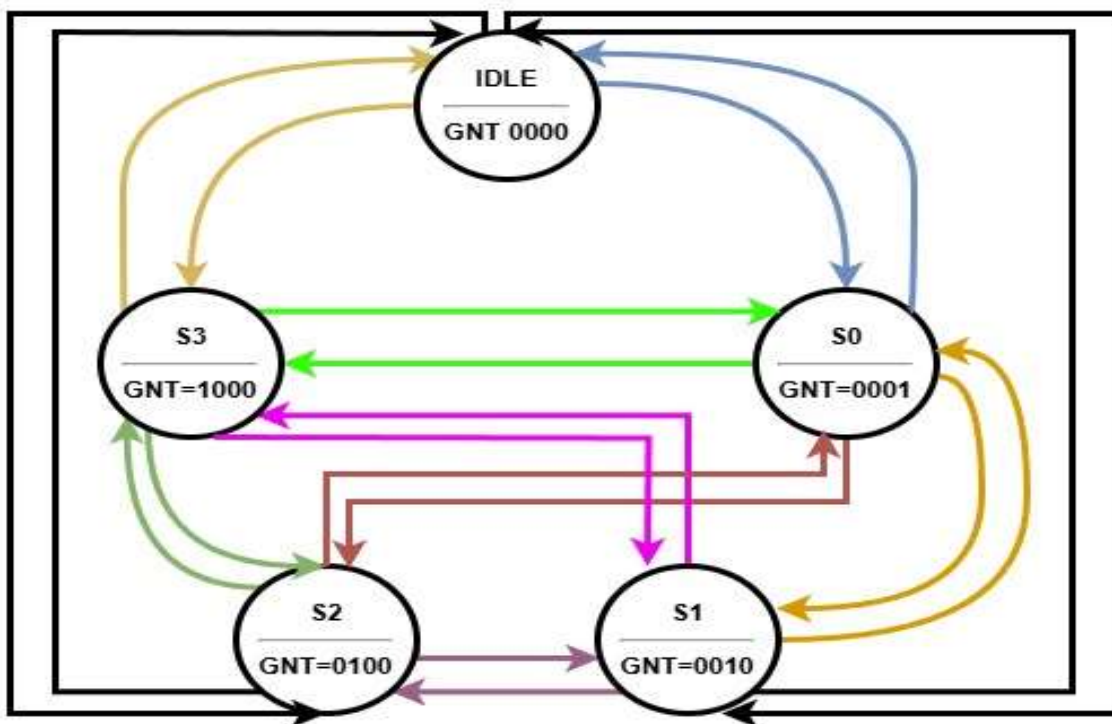 IDLE
GNT 0000
S3
GNT=1000
S0
GNT=0001
S2
GNT=0100
S1
GNT=0010